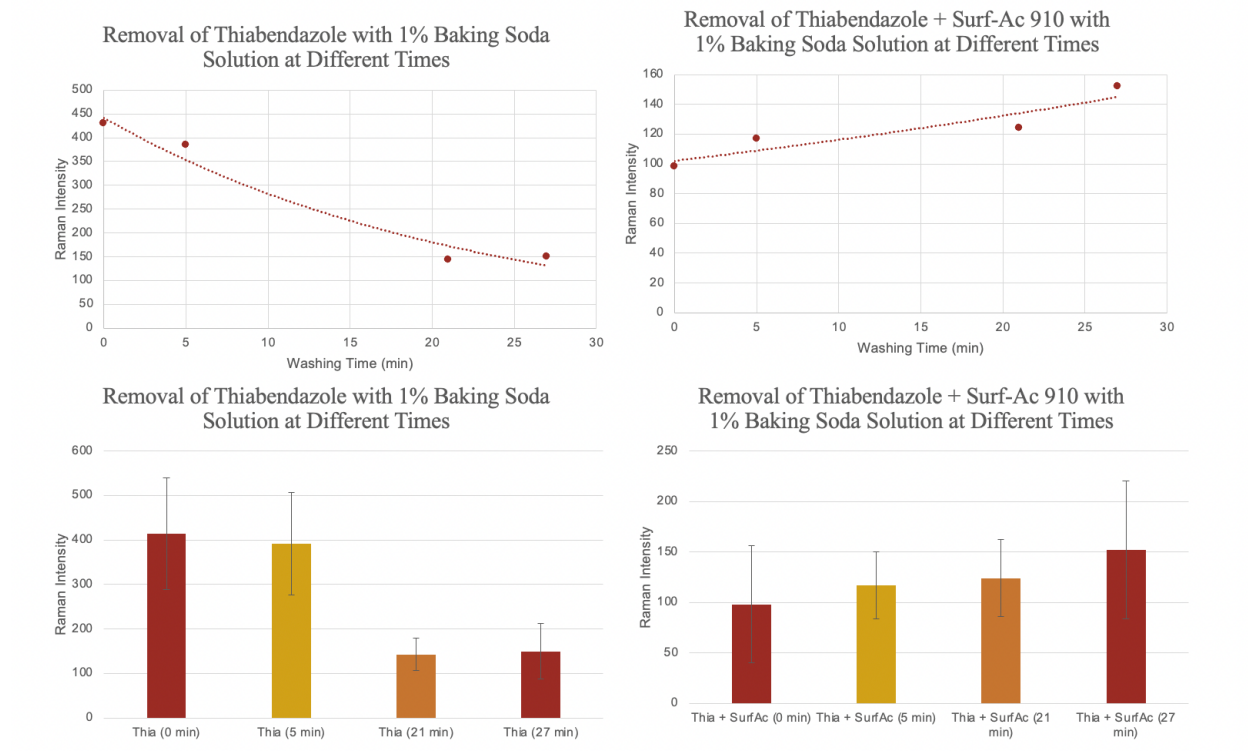 Removal of Thiabendazole with 1% Baking Soda
Solution at Different Times
500
450
400
350
300
250
200
150
100
50
0
Raman Intensity
0 5 10 15 20 25 30
Washing Time (min)
Removal of Thiabendazole + Surf-Ac 910 with
1% Baking Soda Solution at Different Times
160
140
120
100
80
60
40
20
0
Raman Intensity
0 5 10 15 20 25 30
Washing Time (min)
Removal of Thiabendazole with 1% Baking Soda
Solution at Different Times
600
500
400
300
200
100
0
Raman Intensity
Thia (0 min) Thia (5 min) Thia (21 min) Thia (27 min)
Removal of Thiabendazole + Surf-Ac 910 with
1% Baking Soda Solution at Different Times
250
200
150
100
50
0
Raman Intensity
Thia + SurfAc (0 min) Thia + SurfAc (5 min) Thia + SurfAc (21 Thia + SurfAc (27
min) min)